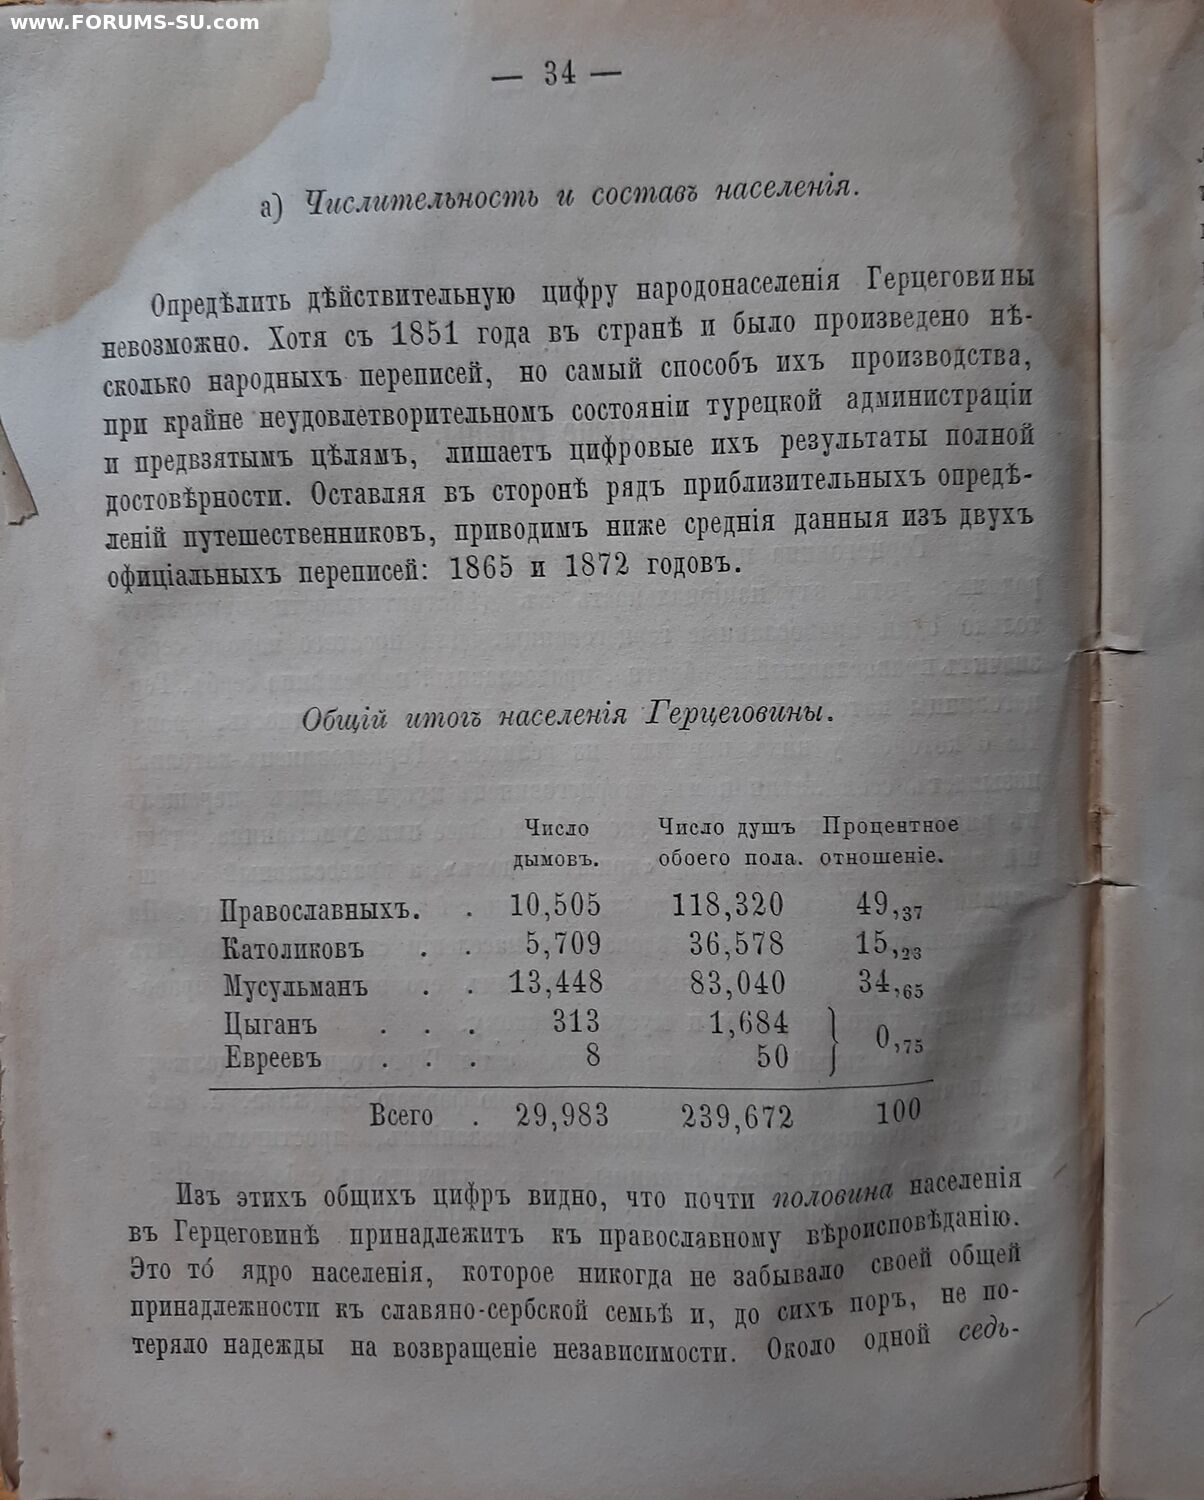 www.FORUMS-SU.com
— 34 —
а) Числительность и составъ населенія.
Опредѣлить дѣйствительную цифру народонаселенія Герцеговины
невозможно. Хотя съ 1851 года въ странѣ и было произведено нѣ-
сколько народныхъ переписей, но самый способъ ихъ производства,
при крайне неудовлетворительномъ состояніи турецкой администраціи
и предвзятымъ цѣлямъ, лишаетъ цифровые ихъ результаты полной
достовѣрности. Оставляя въ сторонѣ рядъ приблизительныхъ опредѣ-
леній путешественниковъ, приводимъ ниже среднія данныя изъ двухъ
офиціальныхъ переписей: 1865 и 1872 годовъ.
Общій итогъ населенія Герцеговины.
Число Число душъ Процентное
дымовъ. обоего пола. отношеніе.
Православныхъ. . 10,505 118,320 49,37
Католиковъ . . 5,709 36,578 15,23
Мусульманъ . . 13,448 83,040 34,65
Цыганъ . . . 313 1,684 } 0,75
Евреевъ . . . 8 50
Всего . 29,983 239,672 100
Изъ этихъ общихъ цифръ видно, что почти половина населенія
въ Герцеговинѣ принадлежитъ къ православному вѣроисповѣданію.
Это то́ ядро населенія, которое никогда не забывало своей общей
принадлежности къ славяно-сербской семьѣ и, до сихъ поръ, не по-
теряло надежды на возвращеніе независимости. Около одной седь-